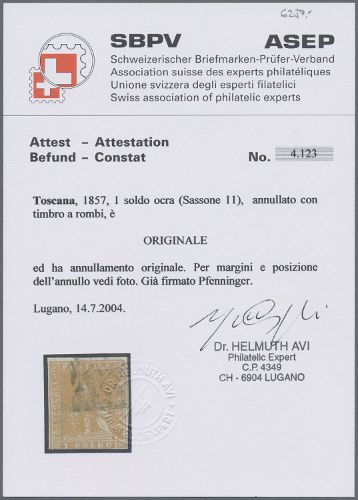 6250.-
SBPV ASEP
Schweizerischer Briefmarken-Prüfer-Verband
Association suisse des experts philatéliques
Unione svizzera degli esperti filatelici
Swiss association of philatelic experts
Attest – Attestation
Befund – Constat
No. 4.123
Toscana, 1857, 1 soldo ocra (Sassone 11), annullato con
timbro a rombi, è
ORIGINALE
ed ha annullamento originale. Per margini e posizione
dell'annullo vedi foto. Già firmato Pfenninger.
Lugano, 14.7.2004.
Dr. HELMUTH AVI
Philatelic Expert
C.P. 4349
CH - 6904 LUGANO
1 SOLDO